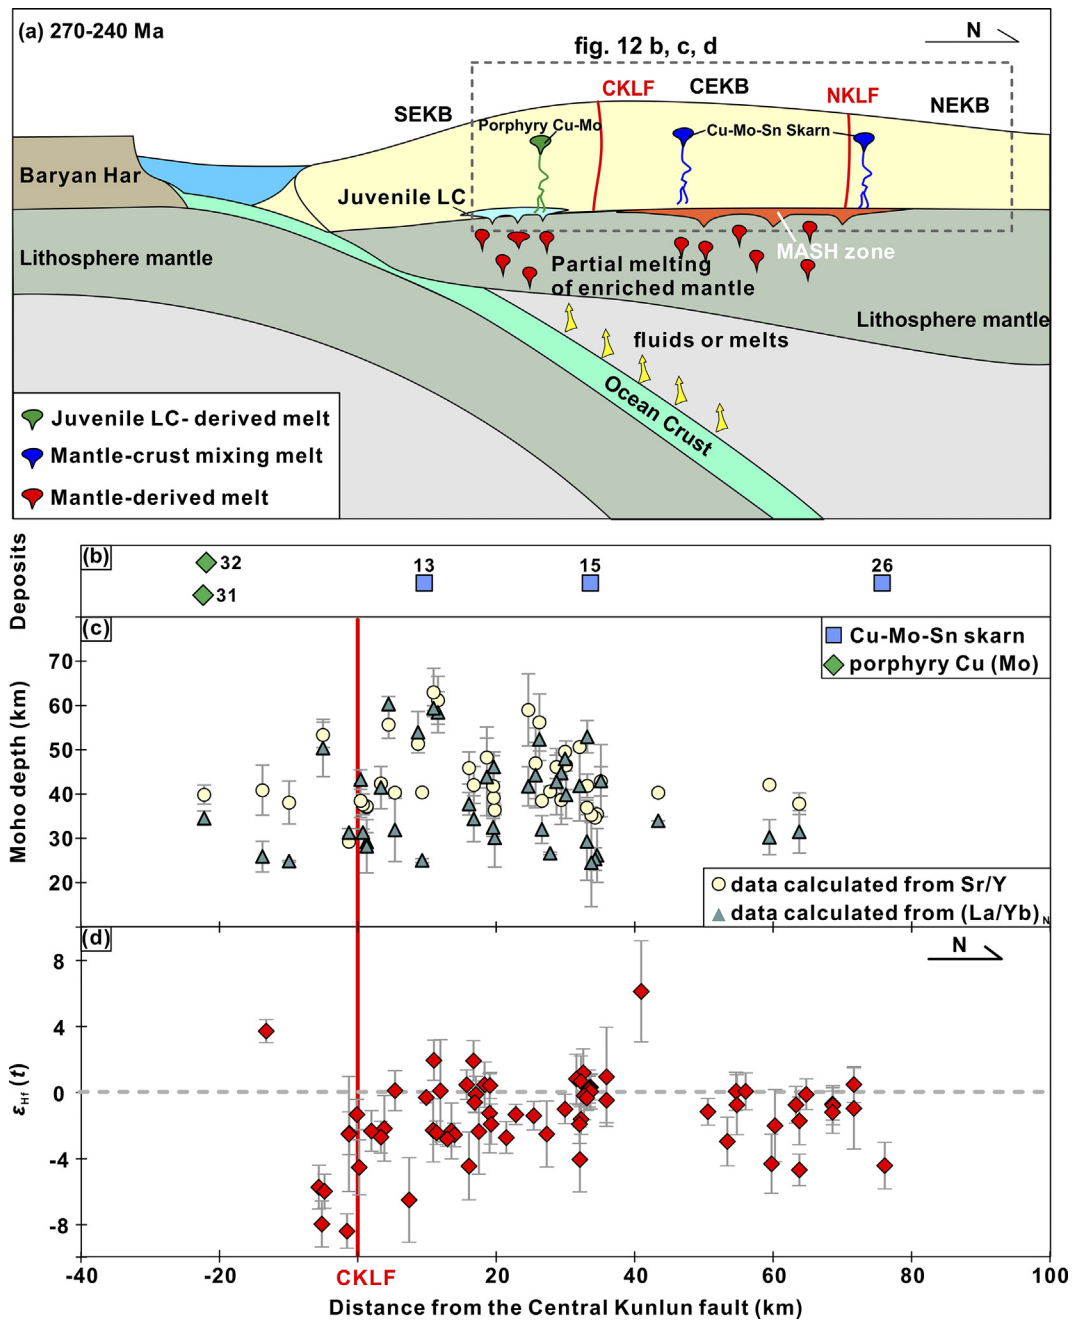 (a) 270-240 Ma
N
fig. 12 b, c, d
CKLF
CEKB
NKLF
NEKB
SEKB
Porphyry Cu-Mo
Cu-Mo-Sn Skarn
Baryan Har
Juvenile LC
MASH zone
Lithosphere mantle
Partial melting
of enriched mantle
Lithosphere mantle
fluids or melts
Ocean Crust
Juvenile LC- derived melt
Mantle-crust mixing melt
Mantle-derived melt
Deposits
(b)
32
31
13
15
26
(c)
Cu-Mo-Sn skarn
porphyry Cu (Mo)
Moho depth (km)
70
60
50
40
30
20
data calculated from Sr/Y
data calculated from (La/Yb)N
(d)
N
εHf (t)
8
4
0
-4
-8
-40
-20
CKLF
20
40
60
80
100
Distance from the Central Kunlun fault (km)